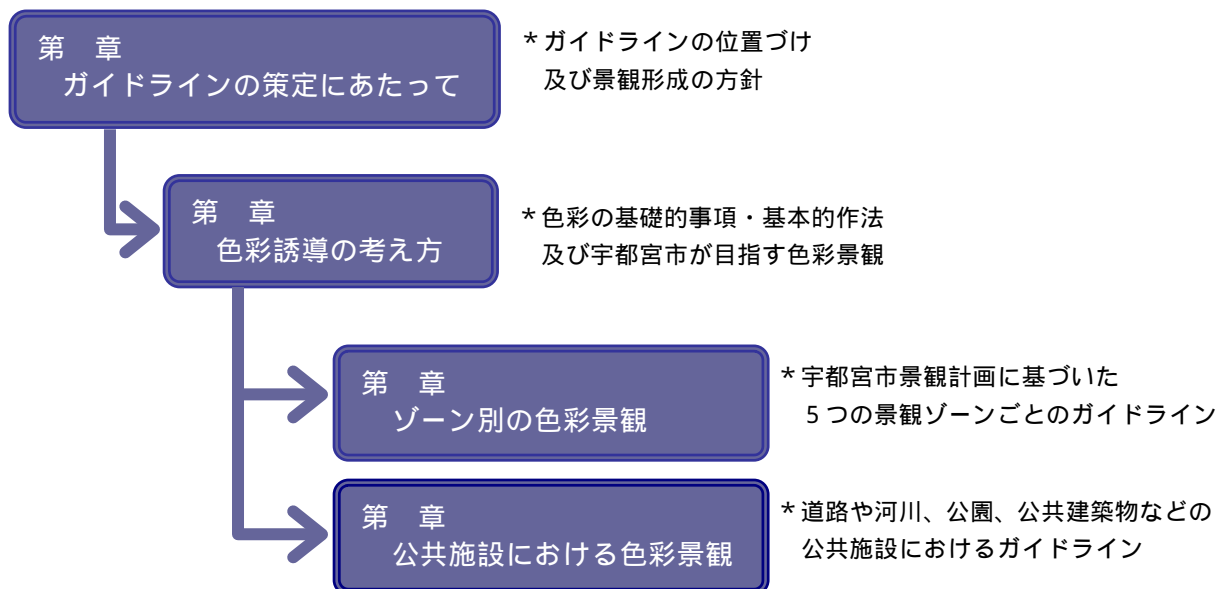 第　章
ガイドラインの策定にあたって
＊ガイドラインの位置づけ
及び景観形成の方針
第　章
色彩誘導の考え方
＊色彩の基礎的事項・基本的作法
及び宇都宮市が目指す色彩景観
第　章
ゾーン別の色彩景観
＊宇都宮市景観計画に基づいた
５つの景観ゾーンごとのガイドライン
第　章
公共施設における色彩景観
＊道路や河川、公園、公共建築物などの
公共施設におけるガイドライン